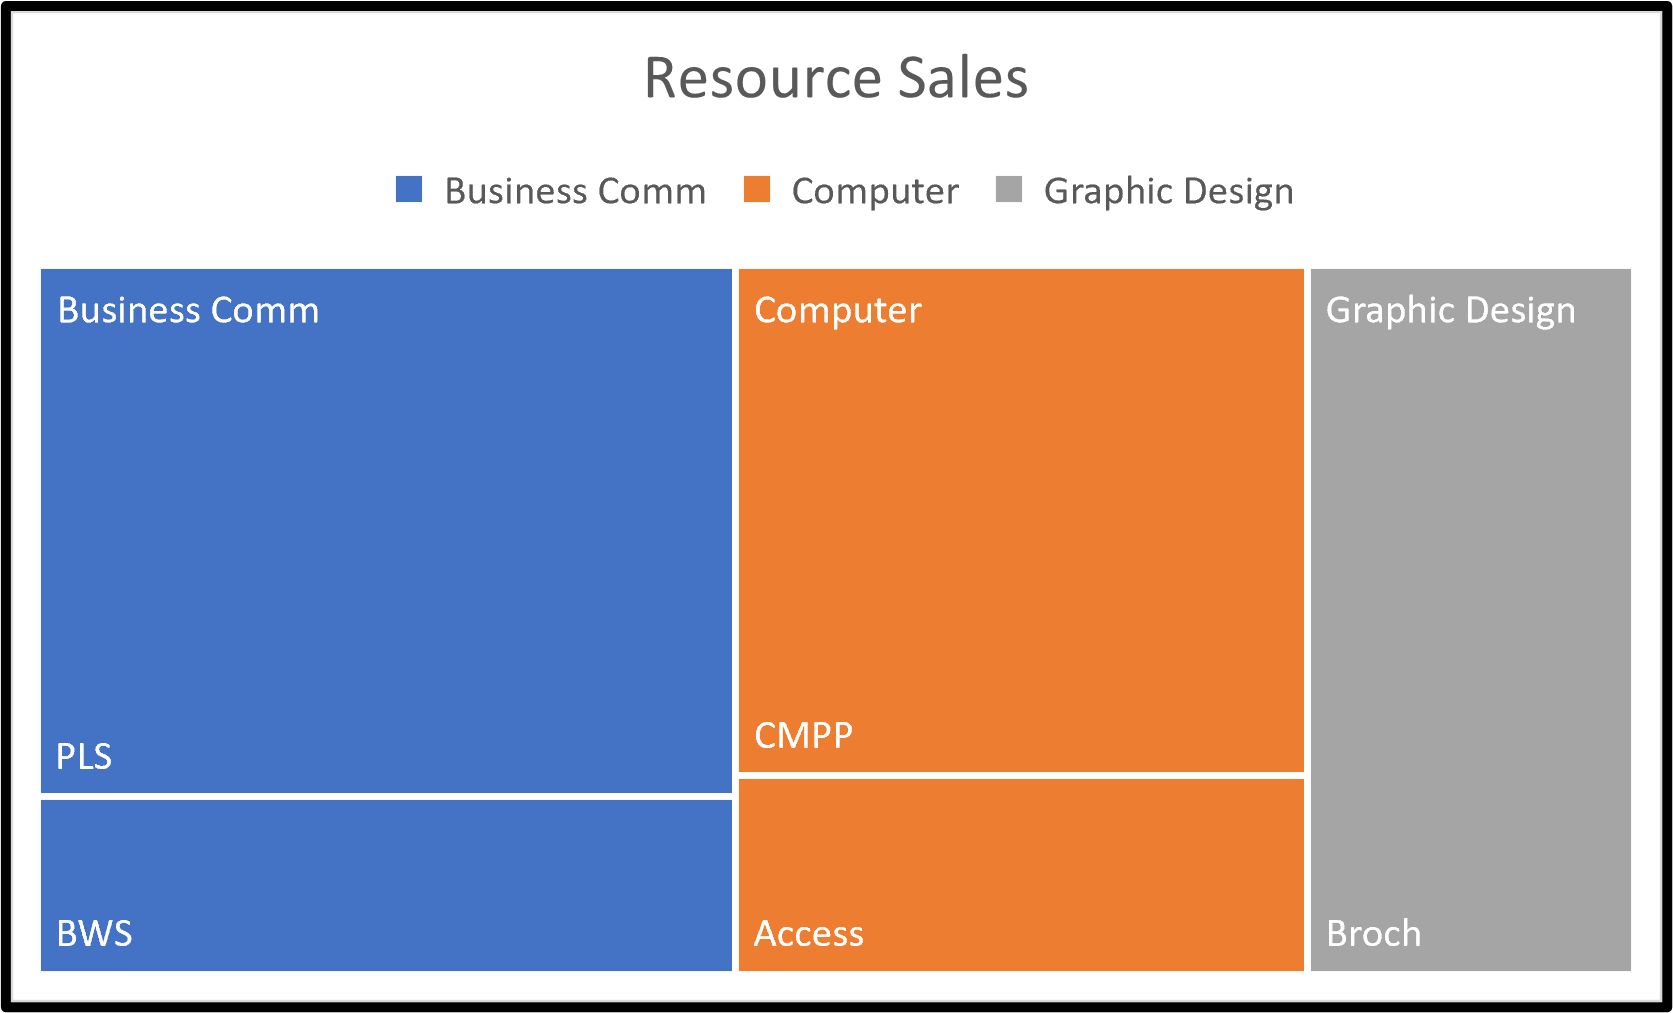 Resource Sales
Business Comm Computer Graphic Design
Business Comm
Computer
Graphic Design
PLS
CMPP
BWS
Access
Broch